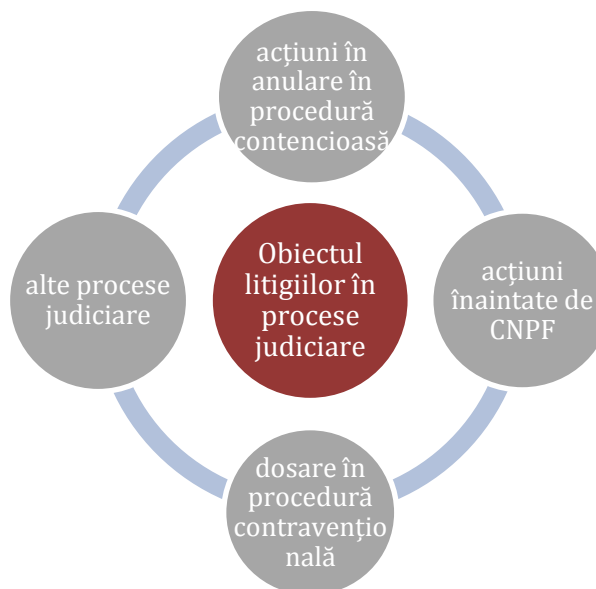 acțiuni în
anulare în
procedură
contencioasă
Obiectul
litigiilor în
procese
judiciare
alte procese
judiciare
acțiuni
înaintate de
CNPF
dosare în
procedură
contravențio
nală